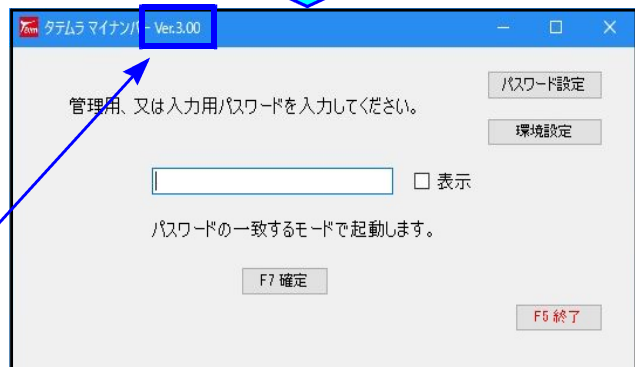 Team タテムラ マイナンバー Ver.3.00
パスワード設定
管理用、又は入力用パスワードを入力してください。
環境設定
表示
パスワードの一致するモードで起動します。
F7 確定
F5 終了